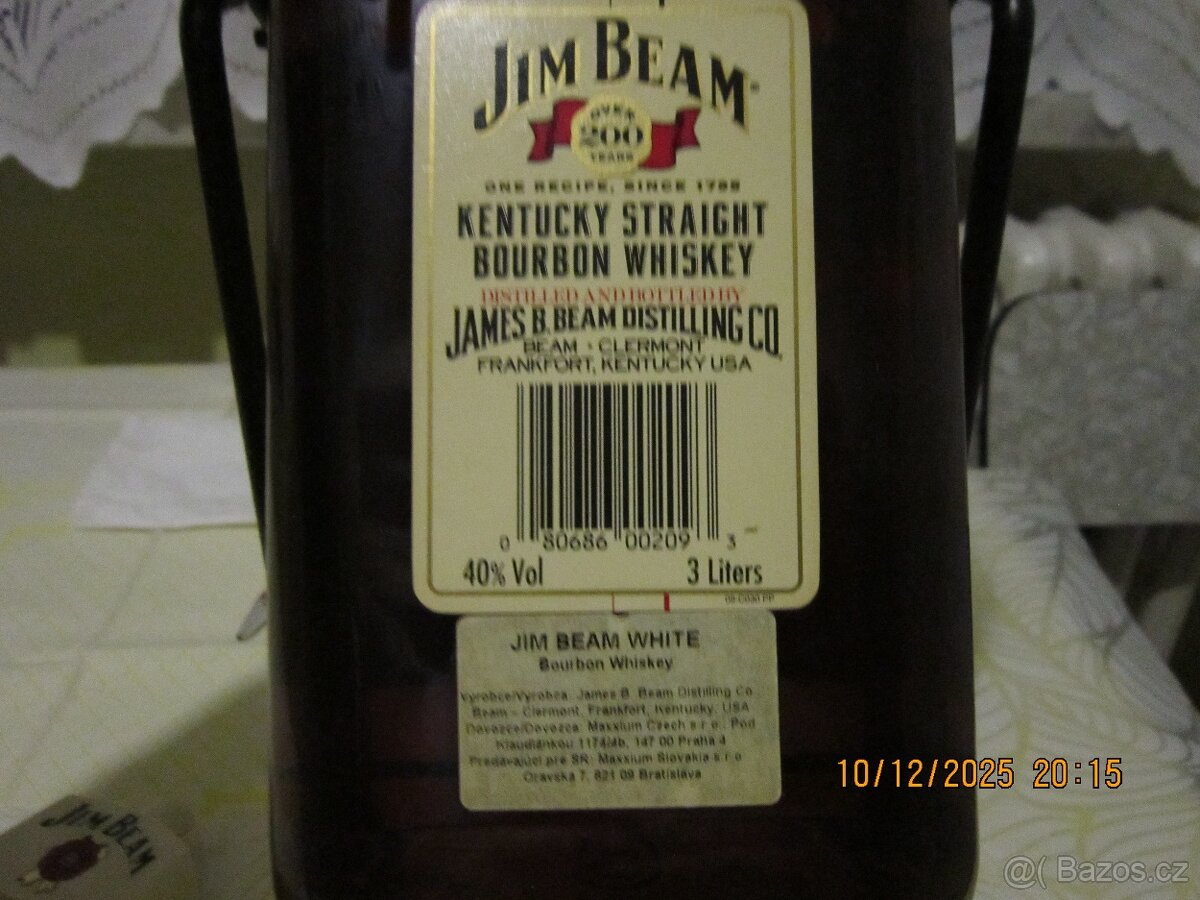 JIM BEAM
OVER
200
YEARS
ONE RECIPE, SINCE 1795
KENTUCKY STRAIGHT
BOURBON WHISKEY
DISTILLED AND BOTTLED BY
JAMES B. BEAM DISTILLING CO.
BEAM · CLERMONT
FRANKFORT, KENTUCKY USA
0 80686 00209 3
40% Vol 3 Liters
JIM BEAM WHITE
Bourbon Whiskey
Vyrobce/Vyrobca: James B. Beam Distilling Co.
Beam – Clermont, Frankfort, Kentucky, USA
Dovozce/Dovozca: Maxxium Czech s.r.o., Pod
Klaudiánkou 1174/4b, 147 00 Praha 4
Predávajúci pre SR: Maxxium Slovakia s.r.o.
Oravská 7, 821 09 Bratislava
JIM BEAM
10/12/2025 20:15
@( Bazos.cz